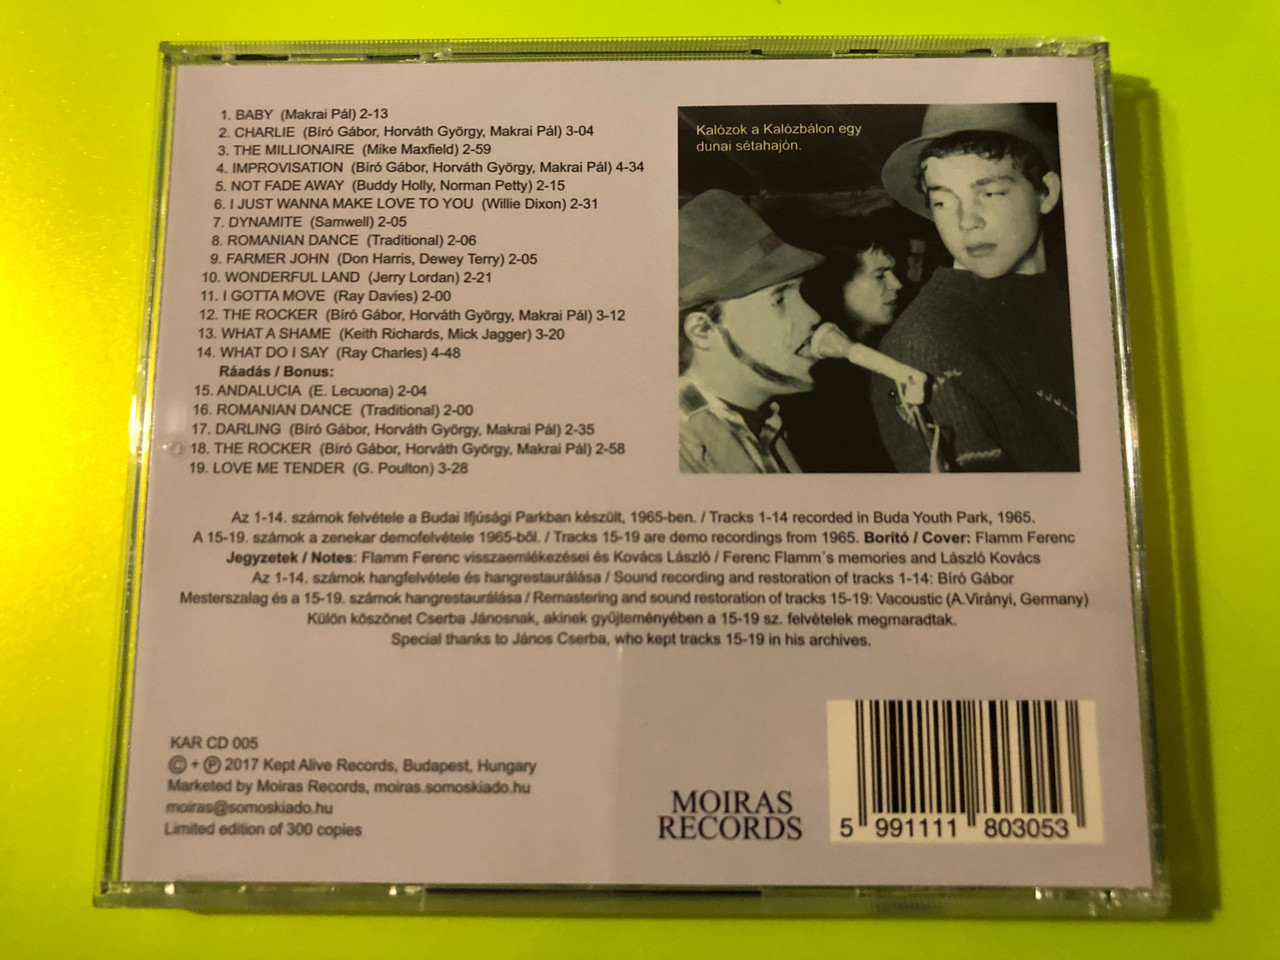 1. BABY (Makrai Pál) 2-13
2. CHARLIE (Bíró Gábor, Horváth György, Makrai Pál) 3-04
3. THE MILLIONAIRE (Mike Maxfield) 2-59
4. IMPROVISATION (Bíró Gábor, Horváth György, Makrai Pál) 4-34
5. NOT FADE AWAY (Buddy Holly, Norman Petty) 2-15
6. I JUST WANNA MAKE LOVE TO YOU (Willie Dixon) 2-31
7. DYNAMITE (Samwell) 2-05
8. ROMANIAN DANCE (Traditional) 2-06
9. FARMER JOHN (Don Harris, Dewey Terry) 2-05
10. WONDERFUL LAND (Jerry Lordan) 2-21
11. I GOTTA MOVE (Ray Davies) 2-00
12. THE ROCKER (Bíró Gábor, Horváth György, Makrai Pál) 3-12
13. WHAT A SHAME (Keith Richards, Mick Jagger) 3-20
14. WHAT DO I SAY (Ray Charles) 4-48
Ráadás / Bonus:
15. ANDALUCIA (E. Lecuona) 2-04
16. ROMANIAN DANCE (Traditional) 2-00
17. DARLING (Bíró Gábor, Horváth György, Makrai Pál) 2-35
18. THE ROCKER (Bíró Gábor, Horváth György, Makrai Pál) 2-58
19. LOVE ME TENDER (G. Poulton) 3-28
Kalózok a Kalózbálon egy
dunai sétahajón.
Az 1-14. számok felvétele a Budai Ifjúsági Parkban készült, 1965-ben. / Tracks 1-14 recorded in Buda Youth Park, 1965.
A 15-19. számok a zenekar demofelvétele 1965-ből. / Tracks 15-19 are demo recordings from 1965. Borító / Cover: Flamm Ferenc
Jegyzetek / Notes: Flamm Ferenc visszaemlékezései és Kovács László / Ferenc Flamm´s memories and László Kovács
Az 1-14. számok hangfelvétele és hangrestaurálása / Sound recording and restoration of tracks 1-14: Bíró Gábor
Mesterszalag és a 15-19. számok hangrestaurálása / Remastering and sound restoration of tracks 15-19: Vacoustic (A.Virányi, Germany)
Külön köszönet Cserba Jánosnak, akinek gyűjteményében a 15-19 sz. felvételek megmaradtak.
Special thanks to János Cserba, who kept tracks 15-19 in his archives.
KAR CD 005
© + ℗ 2017 Kept Alive Records, Budapest, Hungary
Marketed by Moiras Records, moiras.somoskiado.hu
moiras@somoskiado.hu
Limited edition of 300 copies
MOIRAS
RECORDS
5 991111 803053